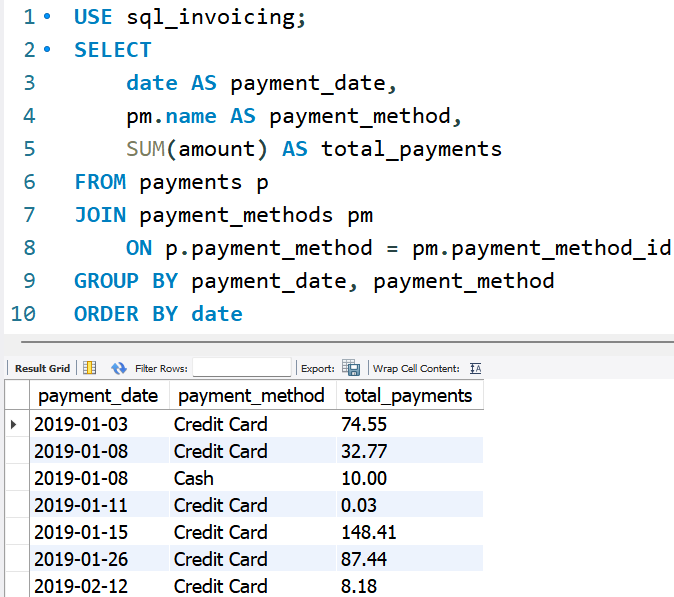 1 USE sql_invoicing;
2 SELECT
3 date AS payment_date,
4 pm.name AS payment_method,
5 SUM(amount) AS total_payments
6 FROM payments p
7 JOIN payment_methods pm
8 ON p.payment_method = pm.payment_method_id
9 GROUP BY payment_date, payment_method
10 ORDER BY date
Result Grid Filter Rows: Export: Wrap Cell Content: IA
payment_date payment_method total_payments
2019-01-03 Credit Card 74.55
2019-01-08 Credit Card 32.77
2019-01-08 Cash 10.00
2019-01-11 Credit Card 0.03
2019-01-15 Credit Card 148.41
2019-01-26 Credit Card 87.44
2019-02-12 Credit Card 8.18